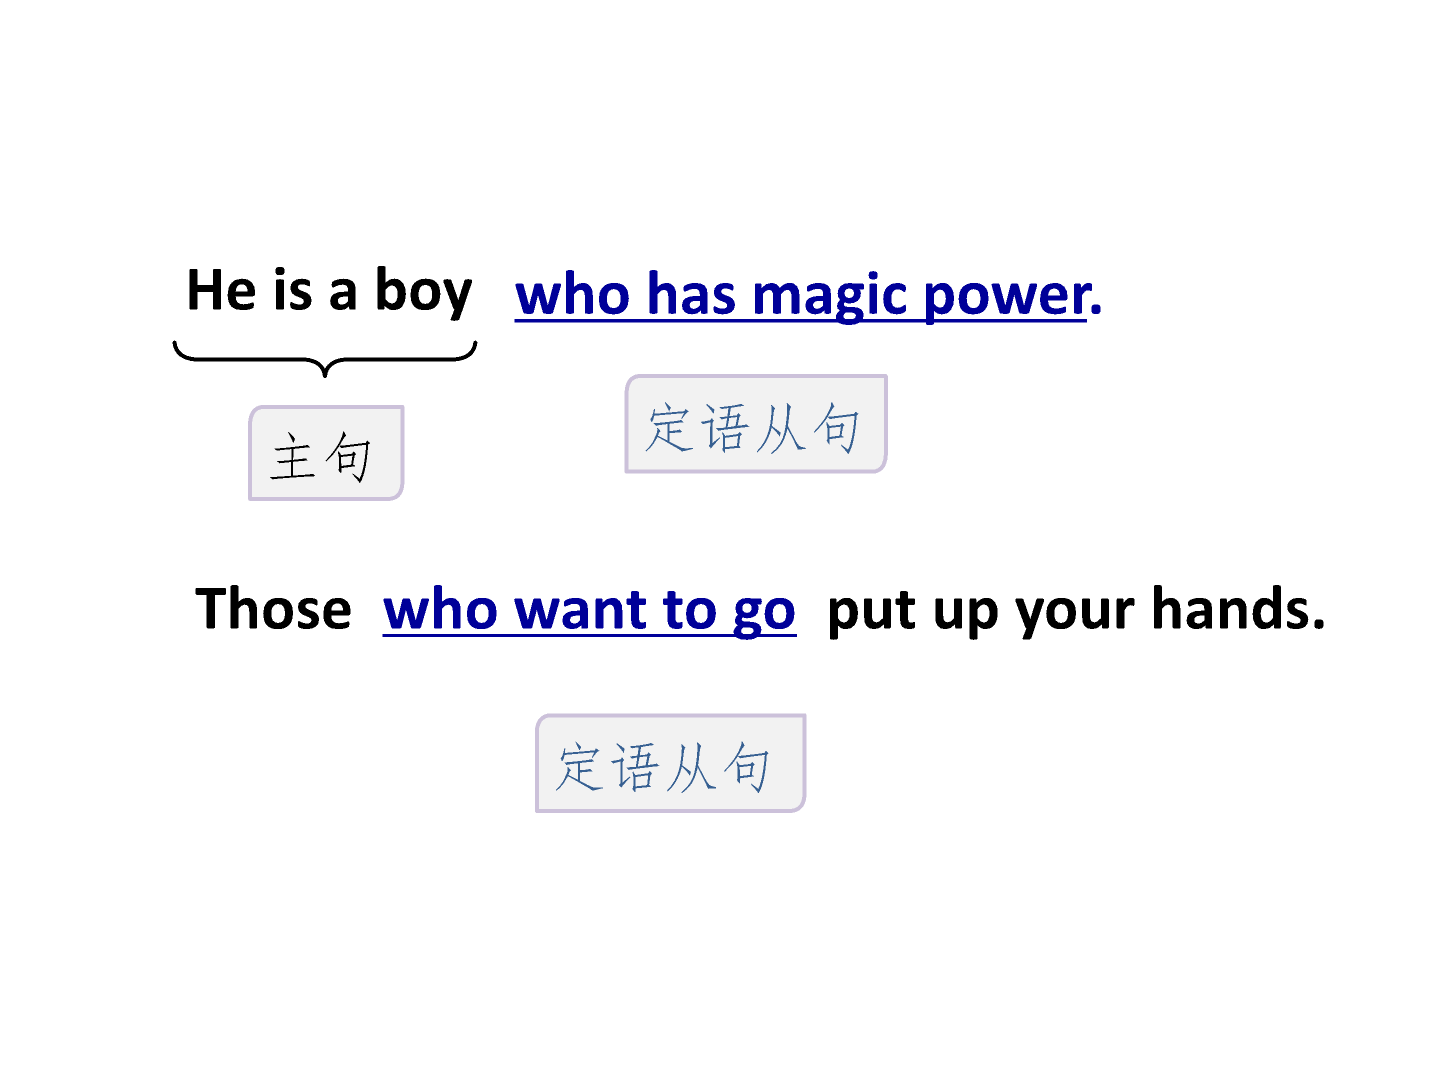 He is a boy who has magic power.
主句
定语从句
Those who want to go put up your hands.
定语从句